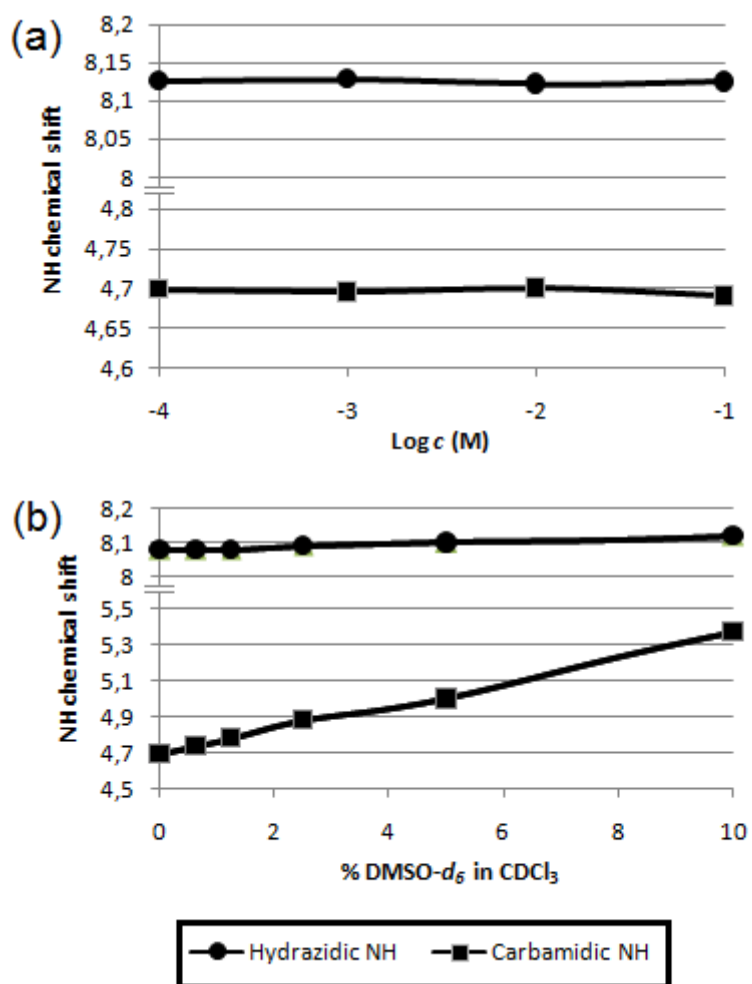 (a)
NH chemical shift
8,2
8,15
8,1
8,05
8
4,8
4,75
4,7
4,65
4,6
-4 -3 -2 -1
Log c (M)
(b)
NH chemical shift
8,2
8,1
8
5,5
5,3
5,1
4,9
4,7
4,5
0 2 4 6 8 10
% DMSO-d6 in CDCl3
Hydrazidic NH Carbamidic NH